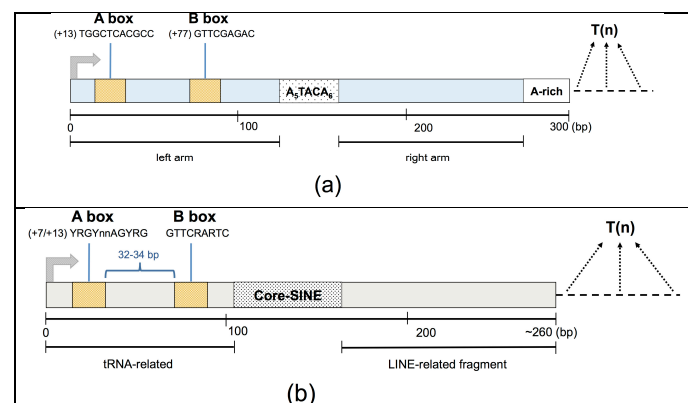 A box B box
(+13) TGGCTCACGCC (+77) GTTCGAGAC
T(n)
A5TACA6 A-rich
0 100 200 300 (bp)
left arm right arm
(a)
A box B box
(+7/+13) YRGYnnAGYRG GTTCRARTC
T(n)
32-34 bp
Core-SINE
0 100 200 ~260 (bp)
tRNA-related LINE-related fragment
(b)